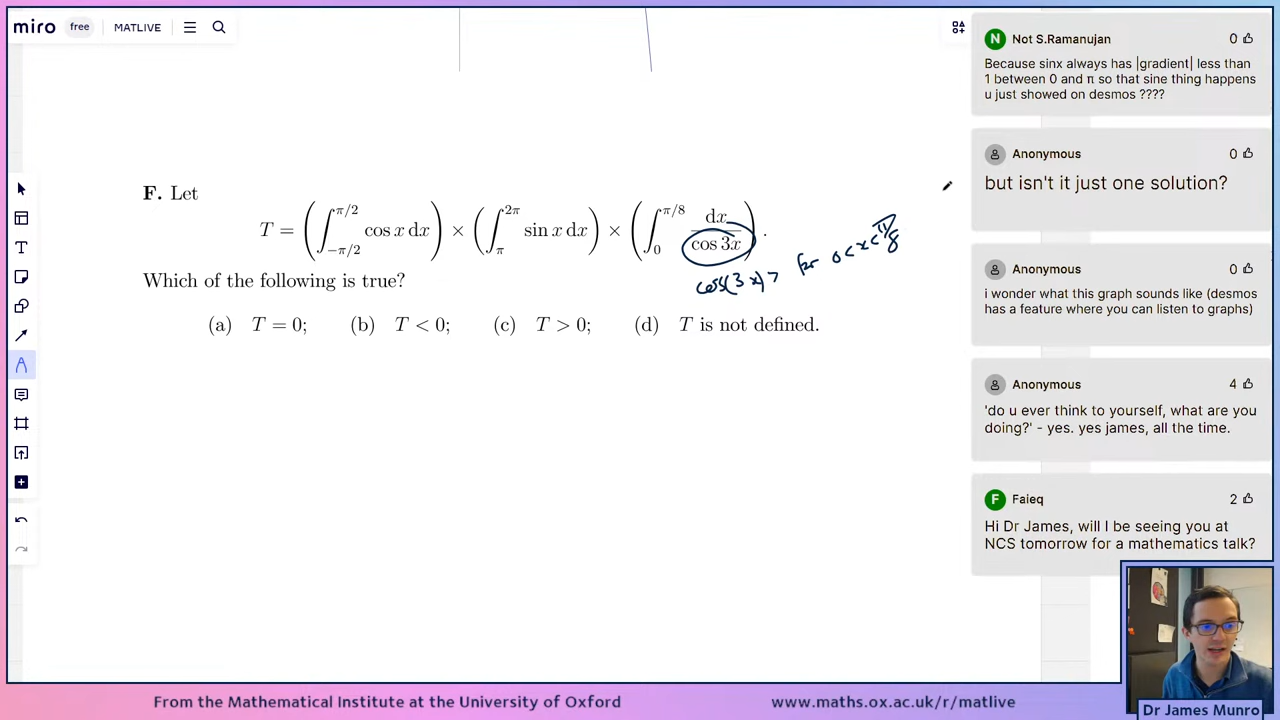 miro free MATLIVE
F. Let
T = (∫_{-π/2}^{π/2} cos x dx) × (∫_{π}^{2π} sin x dx) × (∫_{0}^{π/8} dx/cos 3x).
cos(3x)> for 0<x<π/8
Which of the following is true?
(a) T = 0; (b) T < 0; (c) T > 0; (d) T is not defined.
N Not S.Ramanujan 0
Because sinx always has |gradient| less than
1 between 0 and π so that sine thing happens
u just showed on desmos ????
Anonymous 0
but isn't it just one solution?
Anonymous 0
i wonder what this graph sounds like (desmos
has a feature where you can listen to graphs)
Anonymous 4
'do u ever think to yourself, what are you
doing?' - yes. yes james, all the time.
F Faieq 2
Hi Dr James, will I be seeing you at
NCS tomorrow for a mathematics talk?
From the Mathematical Institute at the University of Oxford
www.maths.ox.ac.uk/r/matlive
Dr James Munro